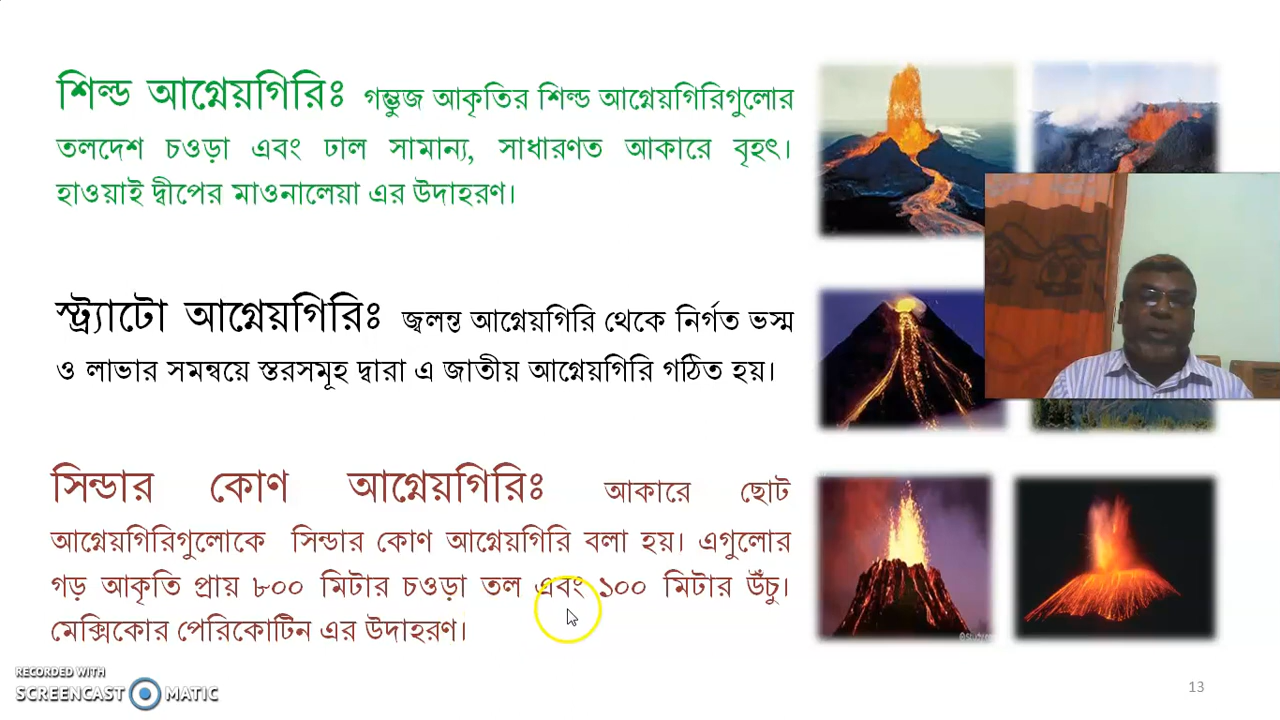 শিল্ড আগ্নেয়গিরিঃ গম্ভুজ আকৃতির শিল্ড আগ্নেয়গিরিগুলোর
তলদেশ চওড়া এবং ঢাল সামান্য, সাধারণত আকারে বৃহৎ।
হাওয়াই দ্বীপের মাওনালেয়া এর উদাহরণ।
স্ট্র্যাটো আগ্নেয়গিরিঃ জ্বলন্ত আগ্নেয়গিরি থেকে নির্গত ভস্ম
ও লাভার সমন্বয়ে স্তরসমূহ দ্বারা এ জাতীয় আগ্নেয়গিরি গঠিত হয়।
সিন্ডার কোণ আগ্নেয়গিরিঃ আকারে ছোট
আগ্নেয়গিরিগুলোকে সিন্ডার কোণ আগ্নেয়গিরি বলা হয়। এগুলোর
গড় আকৃতি প্রায় ৮০০ মিটার চওড়া তল এবং ১০০ মিটার উঁচু।
মেক্সিকোর পেরিকোটিন এর উদাহরণ।
RECORDED WITH
SCREENCAST MATIC
13